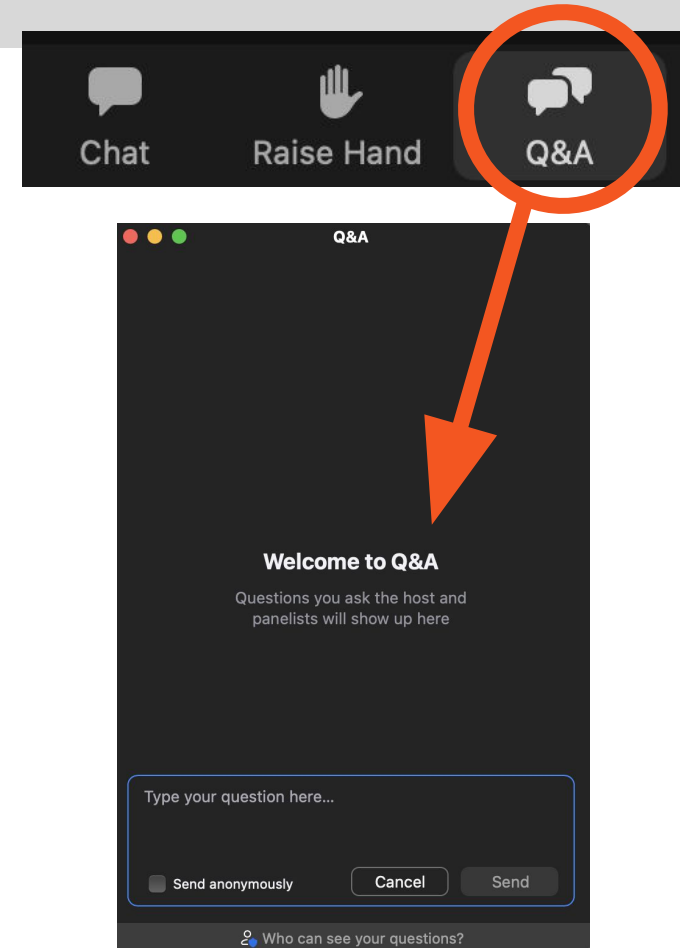 Chat
Raise Hand
Q&A
Q&A
Welcome to Q&A
Questions you ask the host and
panelists will show up here
Type your question here...
Send anonymously
Cancel
Send
Who can see your questions?